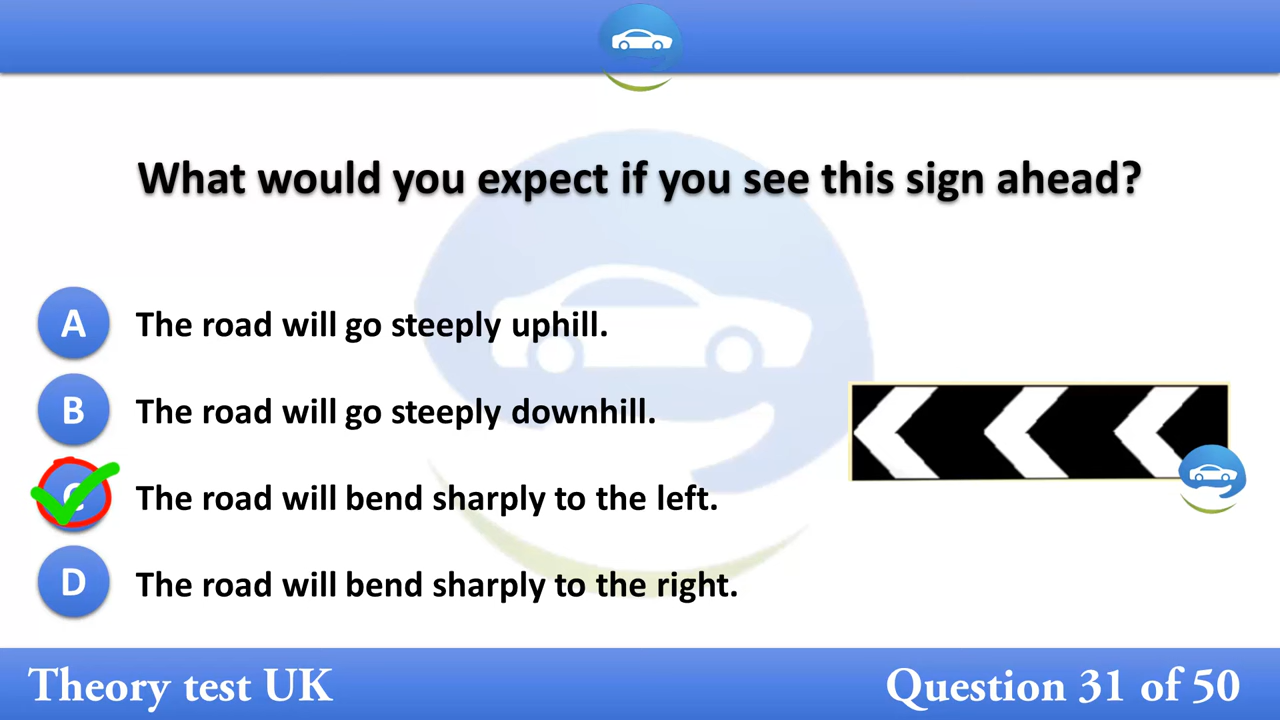 What would you expect if you see this sign ahead?
A The road will go steeply uphill.
B The road will go steeply downhill.
C The road will bend sharply to the left.
D The road will bend sharply to the right.
Theory test UK Question 31 of 50